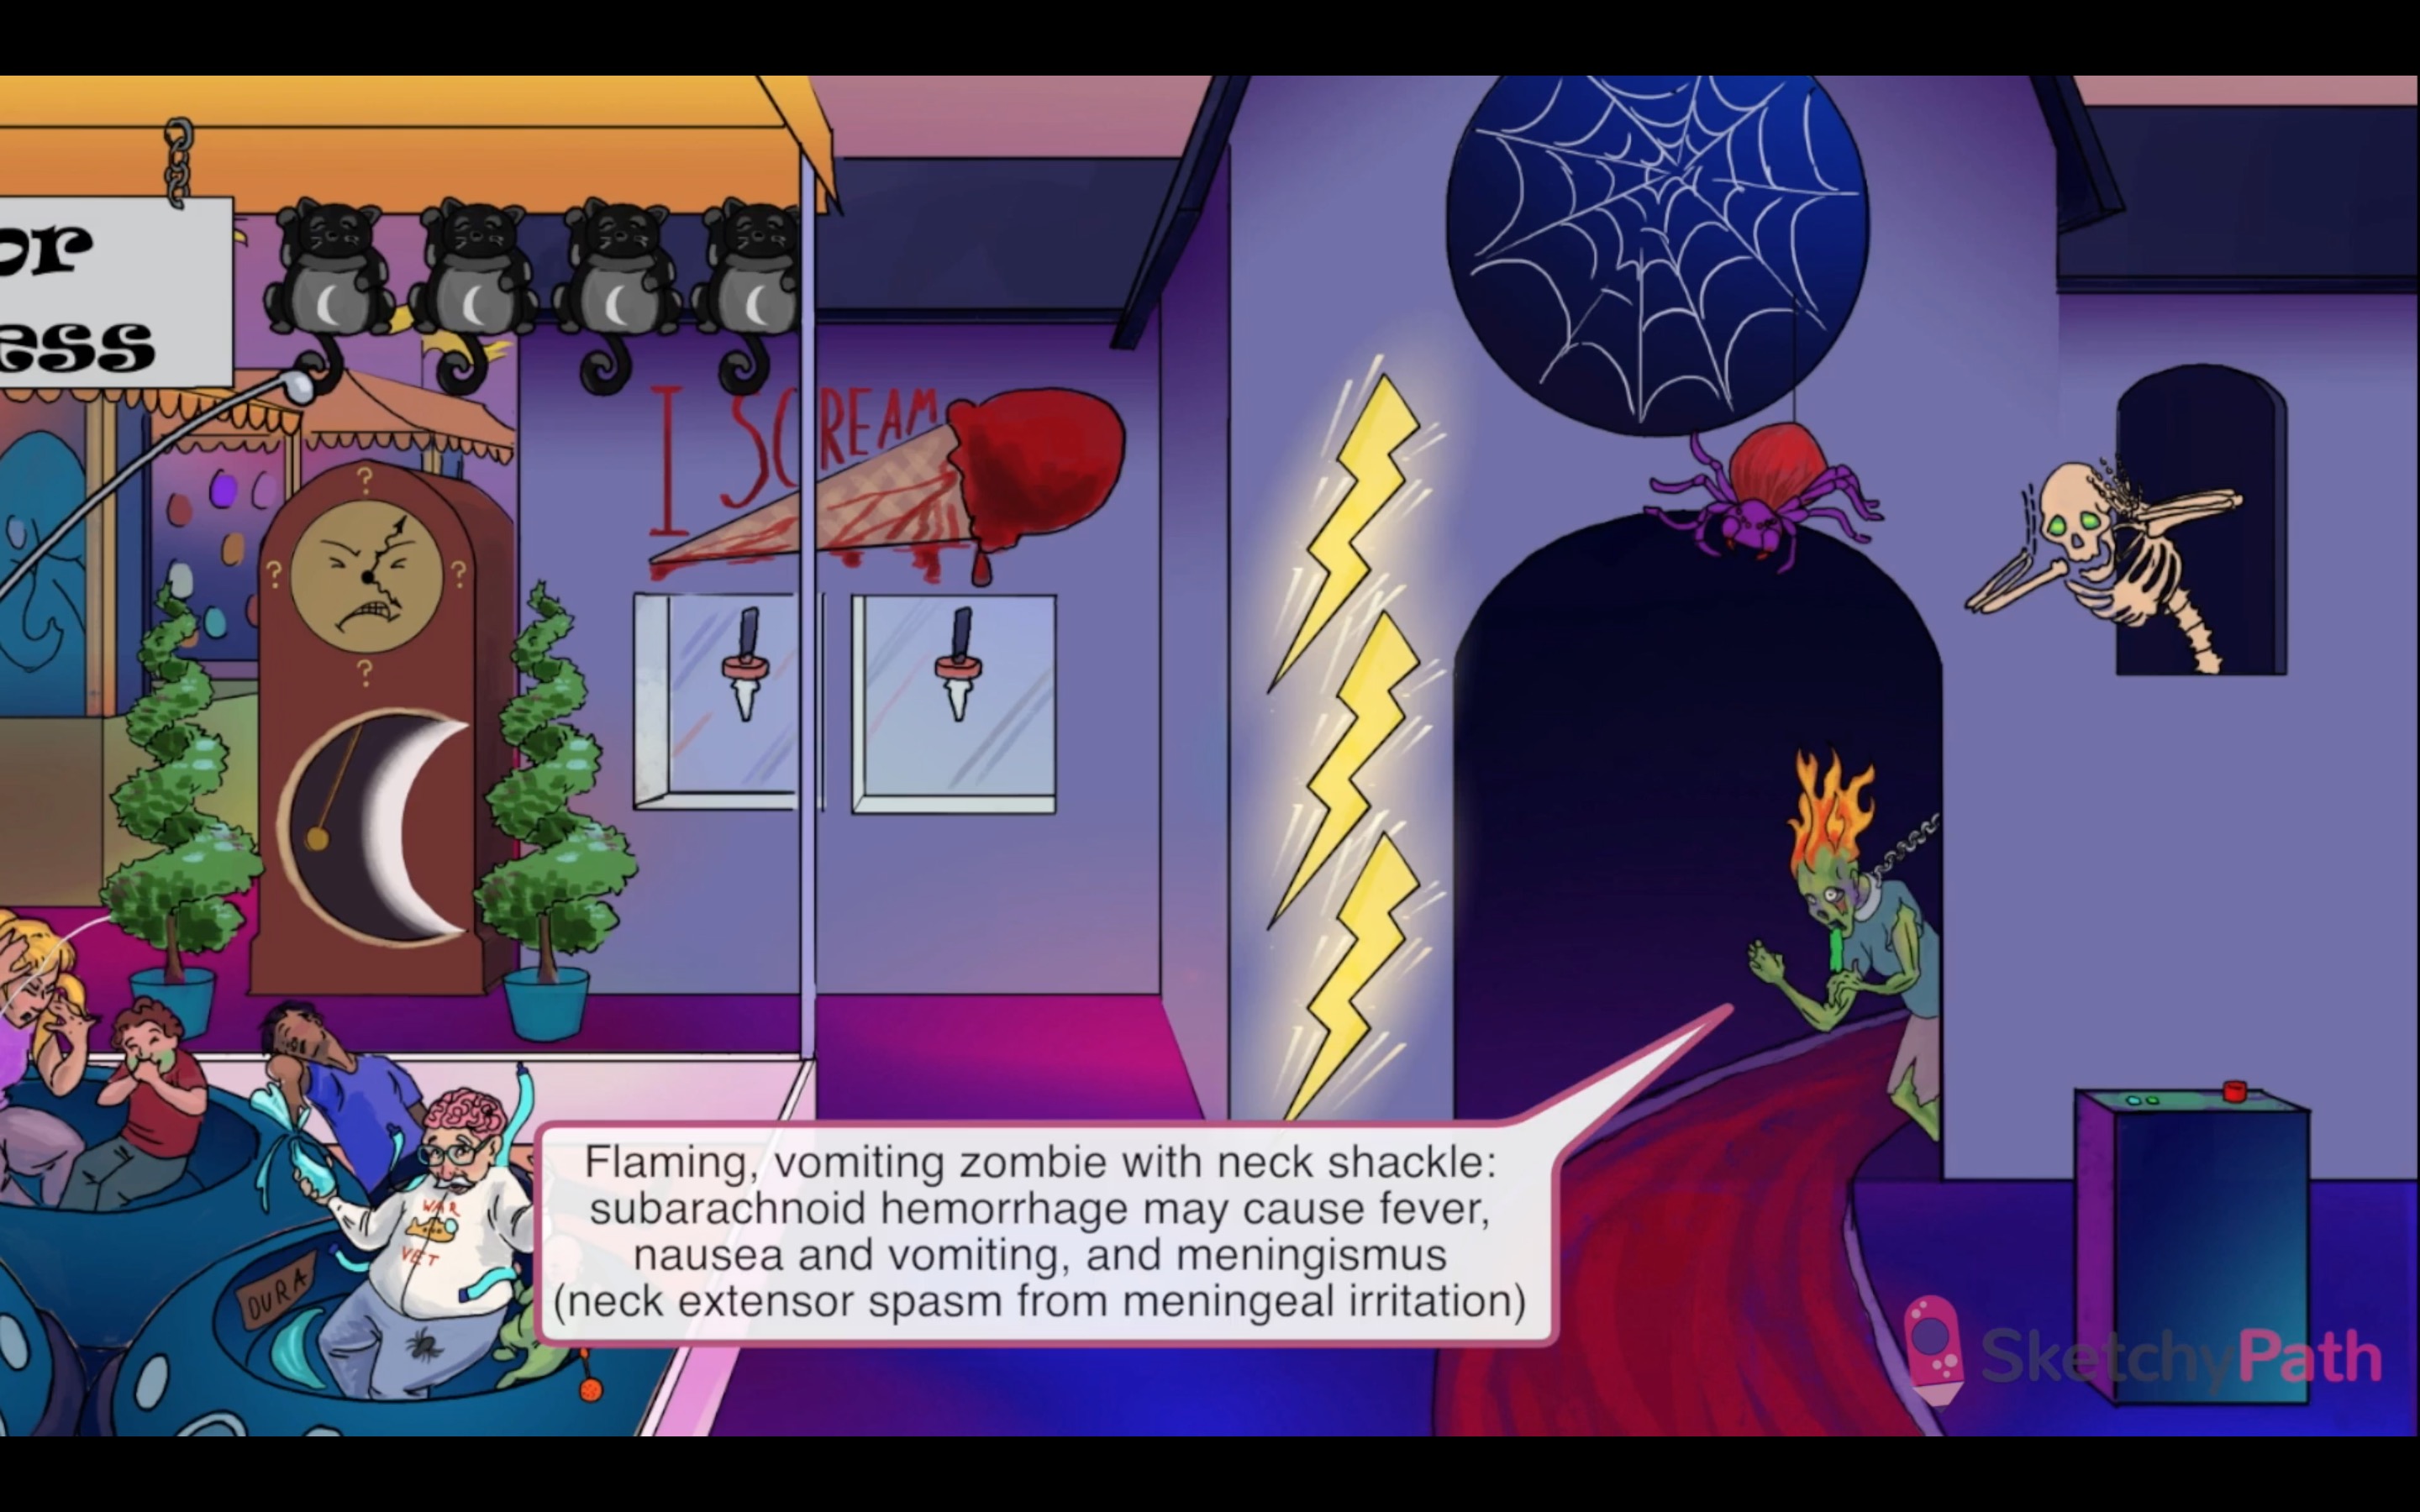 or
ess
I SCREAM
?
? ?
?
WAR
VET
DURA
Flaming, vomiting zombie with neck shackle:
subarachnoid hemorrhage may cause fever,
nausea and vomiting, and meningismus
(neck extensor spasm from meningeal irritation)
SketchyPath